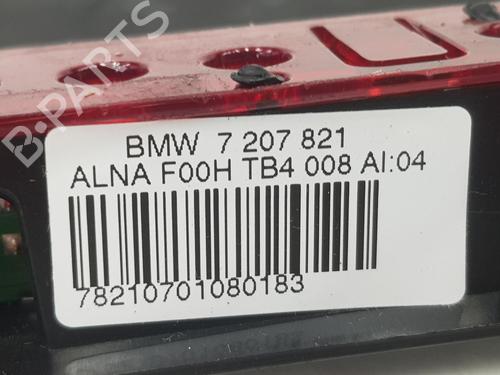 B-PARTS
BMW 7 207 821
ALNA F00H TB4 008 AI:04
78210701080183